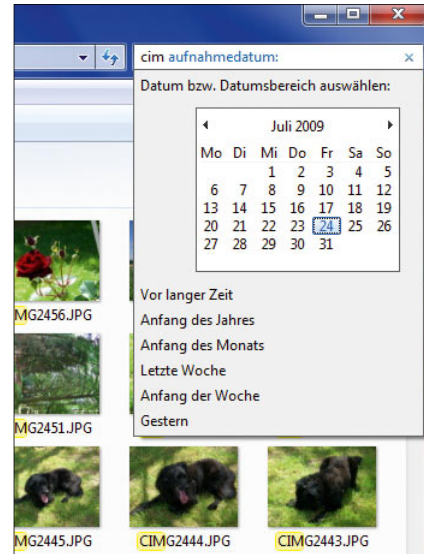 cim aufnahmedatum:
Datum bzw. Datumsbereich auswählen:
Juli 2009
Mo Di Mi Do Fr Sa So
1 2 3 4 5
6 7 8 9 10 11 12
13 14 15 16 17 18 19
20 21 22 23 24 25 26
27 28 29 30 31
Vor langer Zeit
Anfang des Jahres
Anfang des Monats
Letzte Woche
Anfang der Woche
Gestern
MG2456.JPG
MG2451.JPG
MG2445.JPG CIMG2444.JPG CIMG2443.JPG